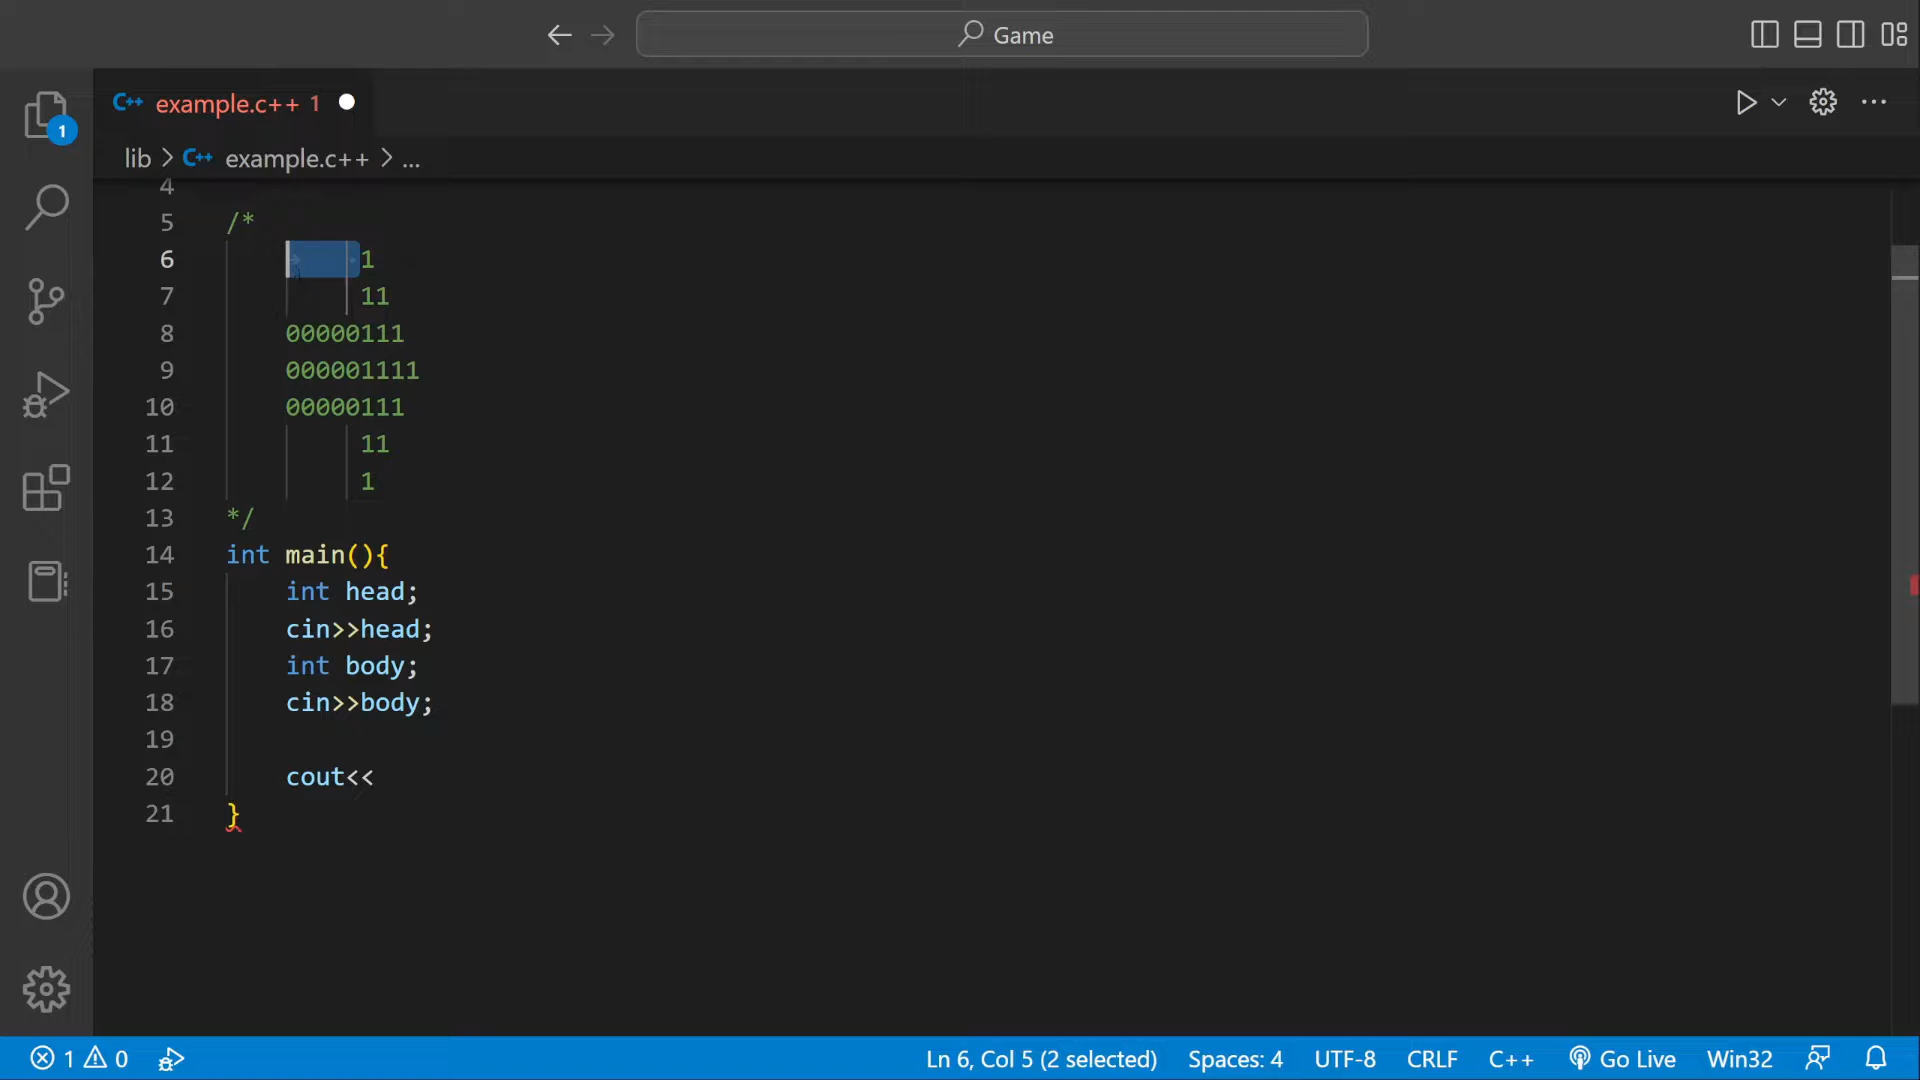 Game
C++ example.c++ 1
lib > C++ example.c++ > ...
1
4
5 /*
6 1
7 11
8 00000111
9 000001111
10 00000111
11 11
12 1
13 */
14 int main(){
15 int head;
16 cin>>head;
17 int body;
18 cin>>body;
19
20 cout<<
21 }
1 0 Ln 6, Col 5 (2 selected) Spaces: 4 UTF-8 CRLF C++ Go Live Win32